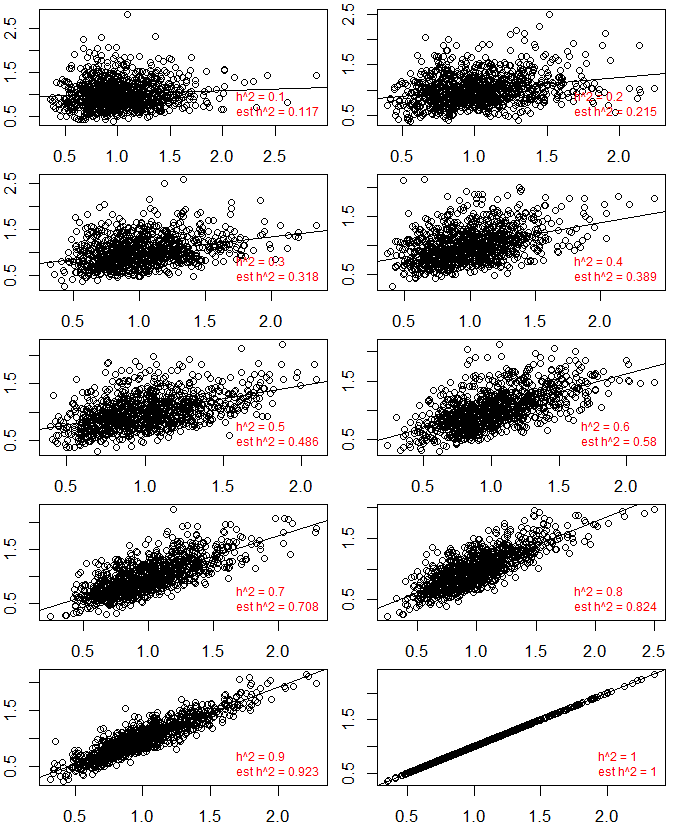 2.5
1.5
0.5
h^2 = 0.1
est h^2 = 0.117
0.5 1.0 1.5 2.0 2.5
2.5
1.5
0.5
h^2 = 0.2
est h^2 = 0.215
0.5 1.0 1.5 2.0
2.5
1.5
0.5
h^2 = 0.3
est h^2 = 0.318
0.5 1.0 1.5 2.0
1.5
0.5
h^2 = 0.4
est h^2 = 0.389
0.5 1.0 1.5 2.0
1.5
0.5
h^2 = 0.5
est h^2 = 0.486
0.5 1.0 1.5 2.0
1.5
0.5
h^2 = 0.6
est h^2 = 0.58
0.5 1.0 1.5 2.0
1.5
0.5
h^2 = 0.7
est h^2 = 0.708
0.5 1.0 1.5 2.0
1.5
0.5
h^2 = 0.8
est h^2 = 0.824
0.5 1.0 1.5 2.0 2.5
1.5
0.5
h^2 = 0.9
est h^2 = 0.923
0.5 1.0 1.5 2.0
1.5
0.5
h^2 = 1
est h^2 = 1
0.5 1.0 1.5 2.0